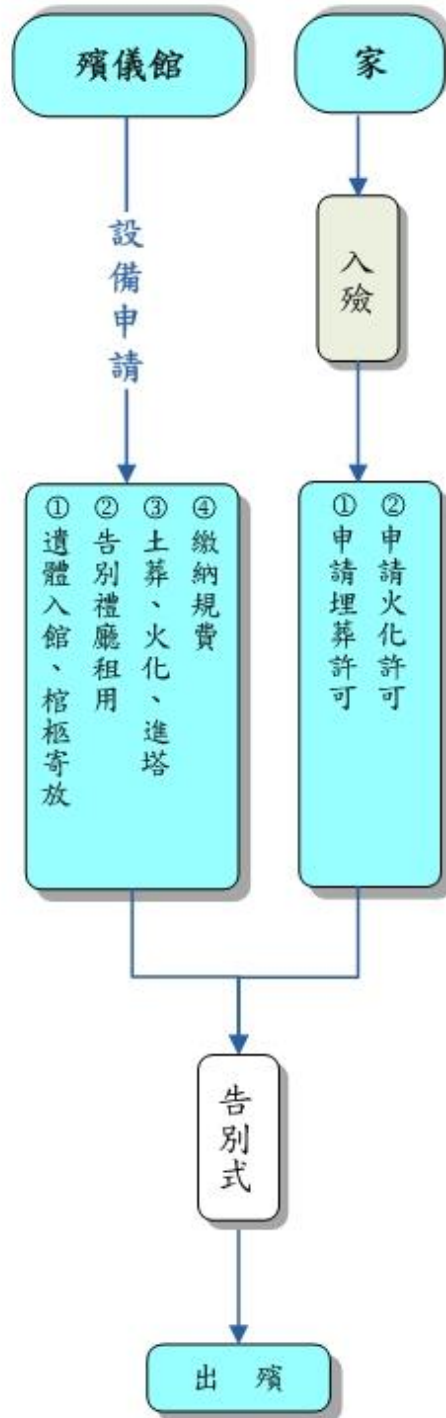 殯儀館
家
設備申請
入殮
①遺體入館、棺柩寄放
②告別禮廳租用
③土葬、火化、進塔
④繳納規費
①申請埋葬許可
②申請火化許可
告別式
出殯